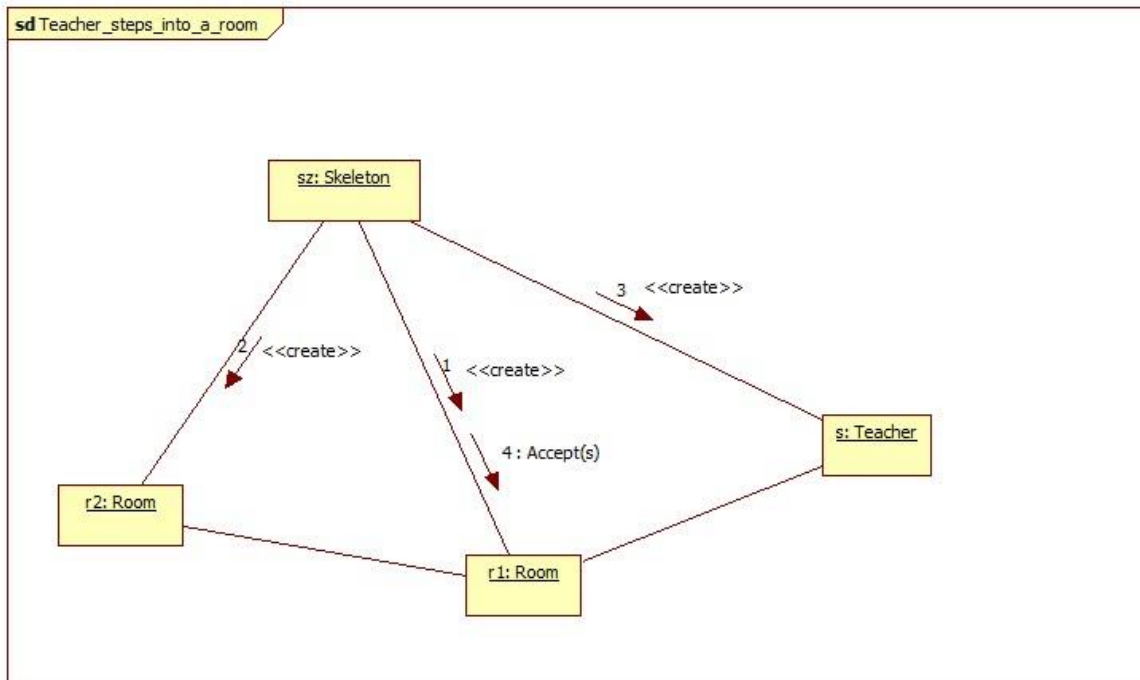 sd Teacher_steps_into_a_room
sz: Skeleton
3 <<create>>
2 <<create>>
1 <<create>>
4 : Accept(s)
s: Teacher
r2: Room
r1: Room